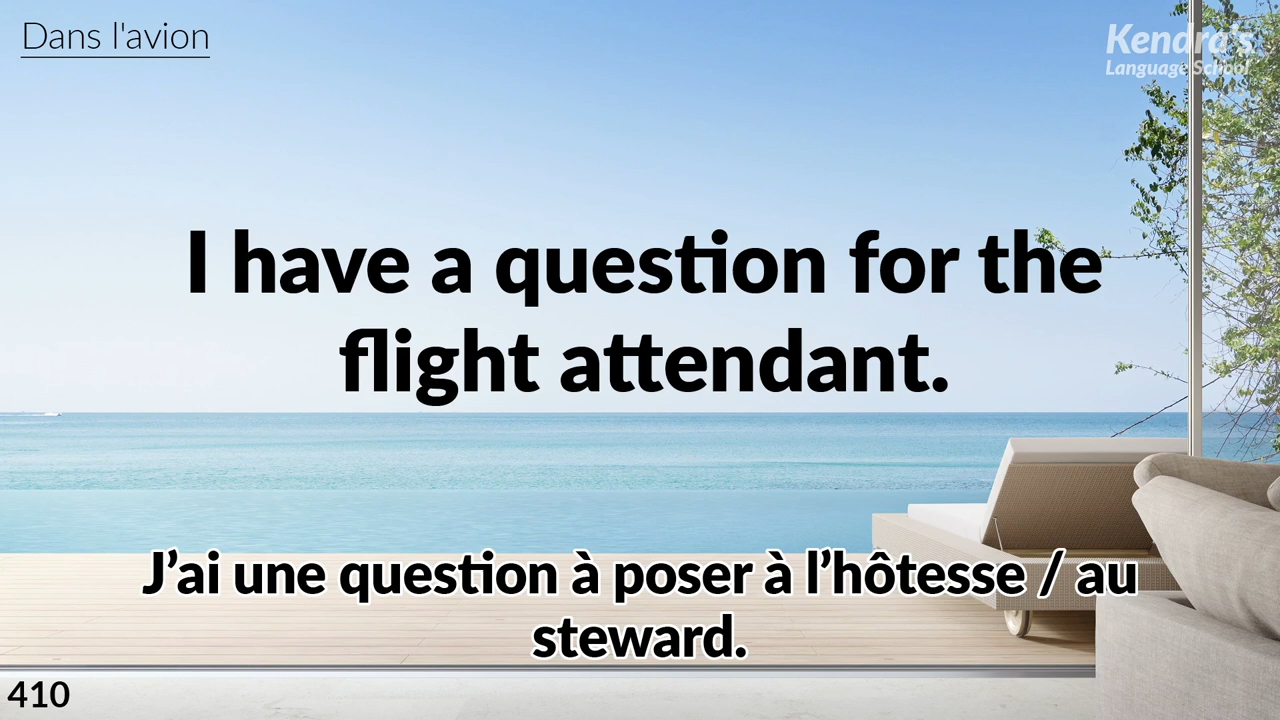 Dans l'avion
Kendra's
Language School
I have a question for the
flight attendant.
J’ai une question à poser à l’hôtesse / au
steward.
410